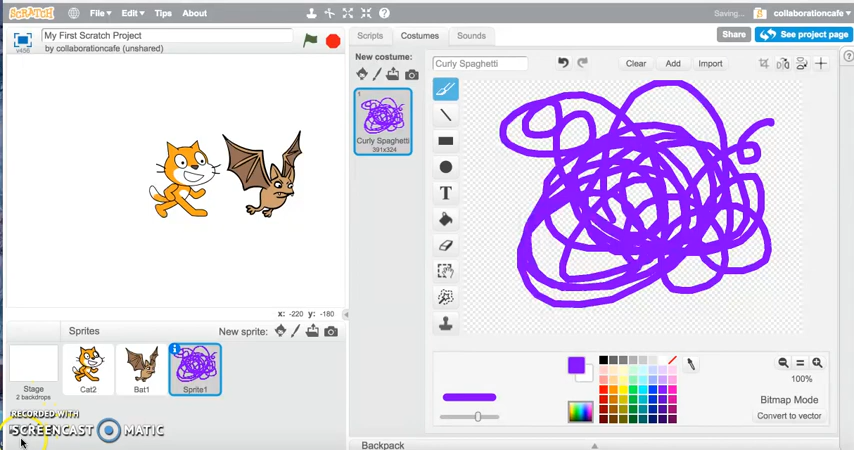 SCRATCH
File Edit Tips About
Saving... collaborationcafe
v456
My First Scratch Project
by collaborationcafe (unshared)
Scripts Costumes Sounds
Share See project page
New costume:
1
Curly Spaghetti
391x324
Curly Spaghetti
Clear Add Import
T
x: -220 y: -180
Sprites New sprite:
Stage
2 backdrops
Cat2
Bat1
Sprite1
RECORDED WITH
SCREENCAST MATIC
100%
Bitmap Mode
Convert to vector
Backpack